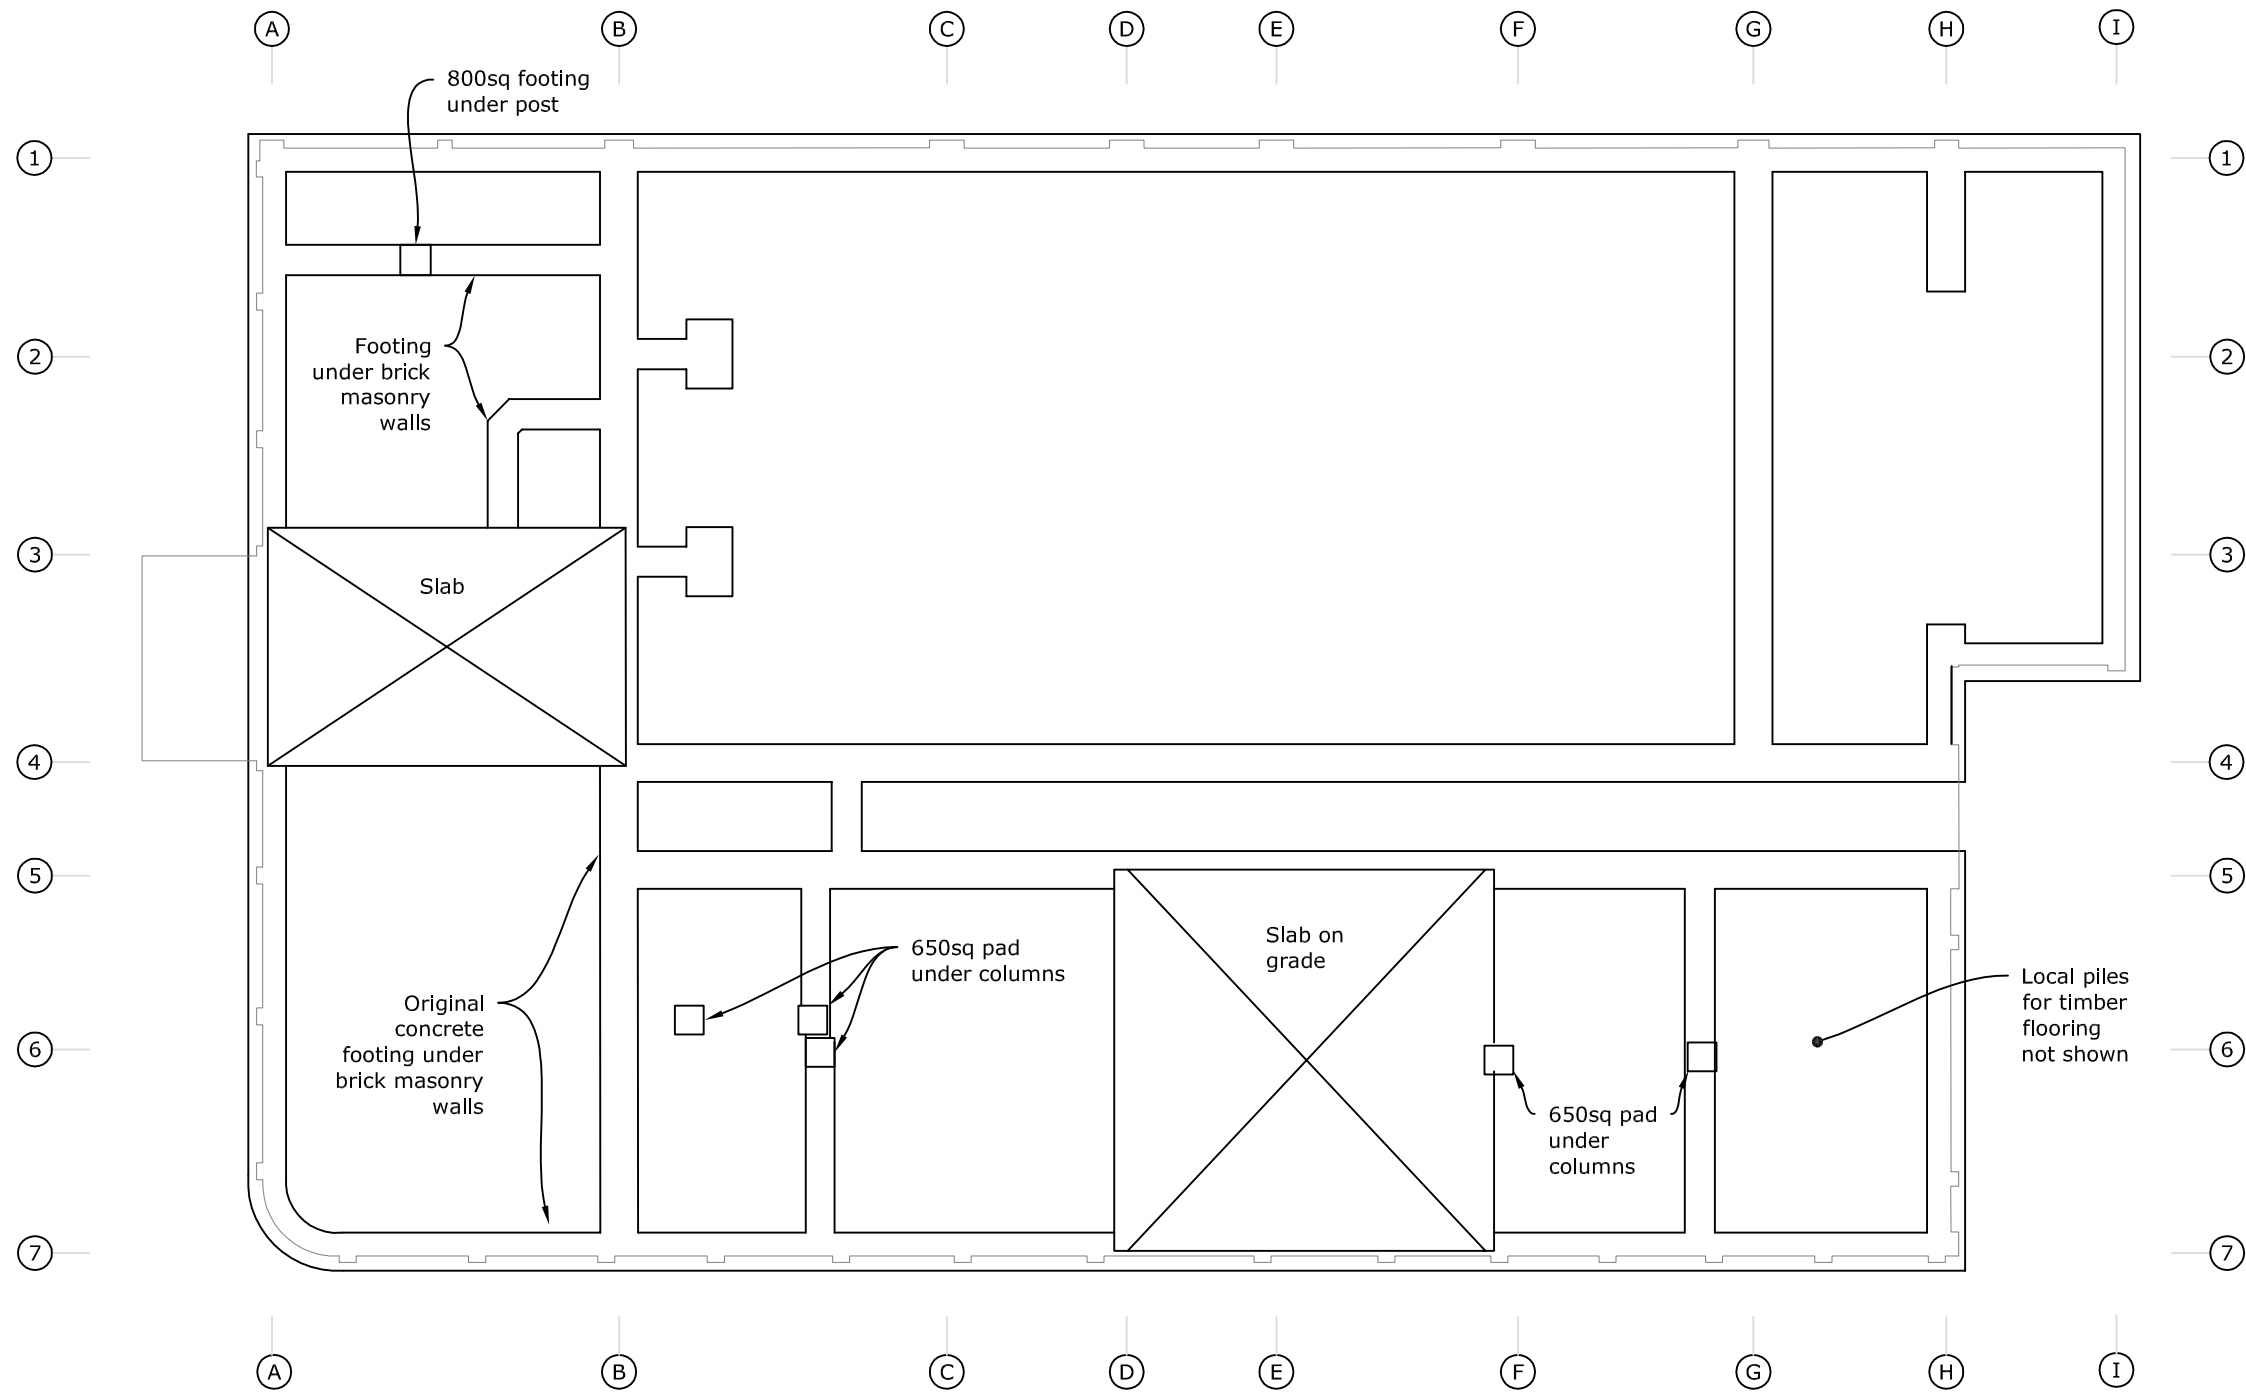 A B C D E F G H I
800sq footing
under post
1 1
Footing
under brick
masonry
walls
2 2
3 3
Slab
4 4
5 5
650sq pad
under columns
Slab on
grade
Original
concrete
footing under
brick masonry
walls
Local piles
for timber
flooring
not shown
6 6
650sq pad
under
columns
7 7
A B C D E F G H I